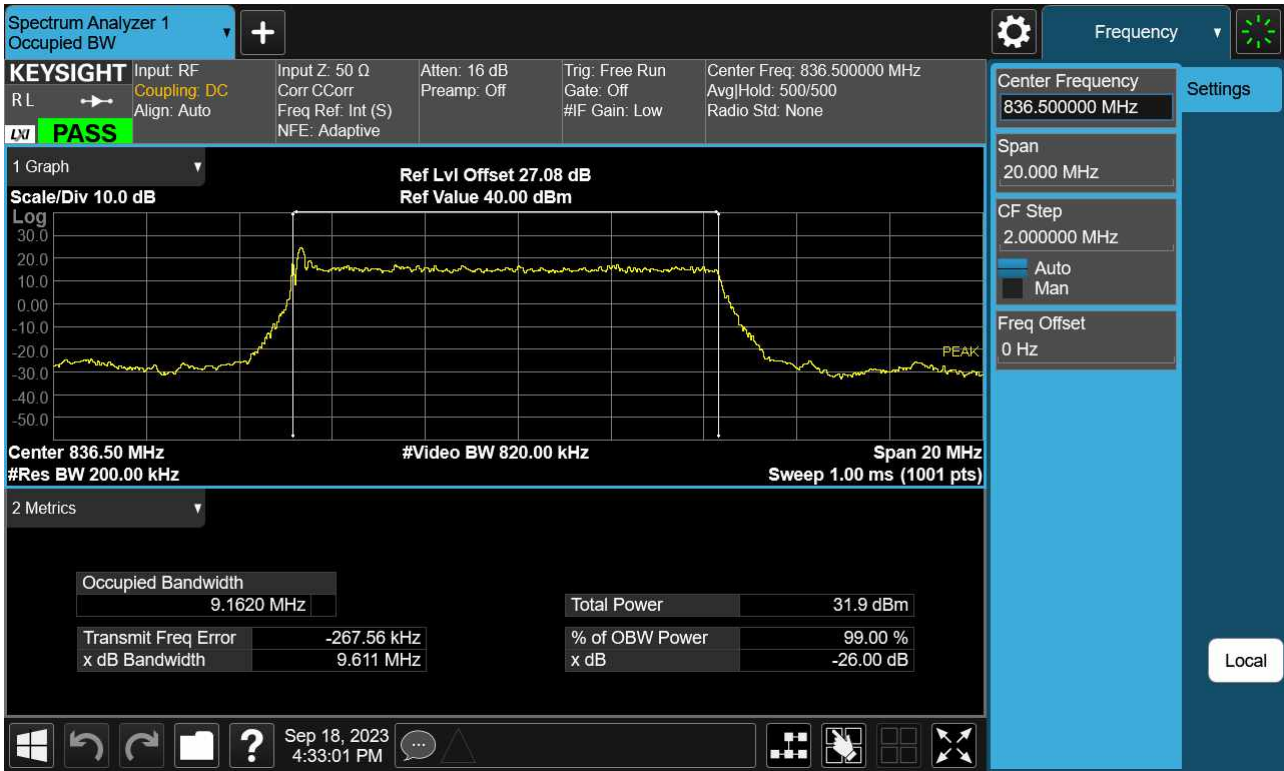 Spectrum Analyzer 1
Occupied BW
Frequency
KEYSIGHT
R L
LXI PASS
Input: RF
Coupling: DC
Align: Auto
Input Z: 50 Ω
Corr CCorr
Freq Ref: Int (S)
NFE: Adaptive
Atten: 16 dB
Preamp: Off
Trig: Free Run
Gate: Off
#IF Gain: Low
Center Freq: 836.500000 MHz
Avg|Hold: 500/500
Radio Std: None
1 Graph
Scale/Div 10.0 dB
Ref Lvl Offset 27.08 dB
Ref Value 40.00 dBm
Log
30.0
20.0
10.0
0.00
-10.0
-20.0
-30.0
-40.0
-50.0
PEAK
Center 836.50 MHz
#Video BW 820.00 kHz
Span 20 MHz
#Res BW 200.00 kHz
Sweep 1.00 ms (1001 pts)
2 Metrics
Occupied Bandwidth
9.1620 MHz
Total Power 31.9 dBm
Transmit Freq Error -267.56 kHz
% of OBW Power 99.00 %
x dB Bandwidth 9.611 MHz
x dB -26.00 dB
Center Frequency
836.500000 MHz
Settings
Span
20.000 MHz
CF Step
2.000000 MHz
Auto
Man
Freq Offset
0 Hz
Local
?
Sep 18, 2023
4:33:01 PM